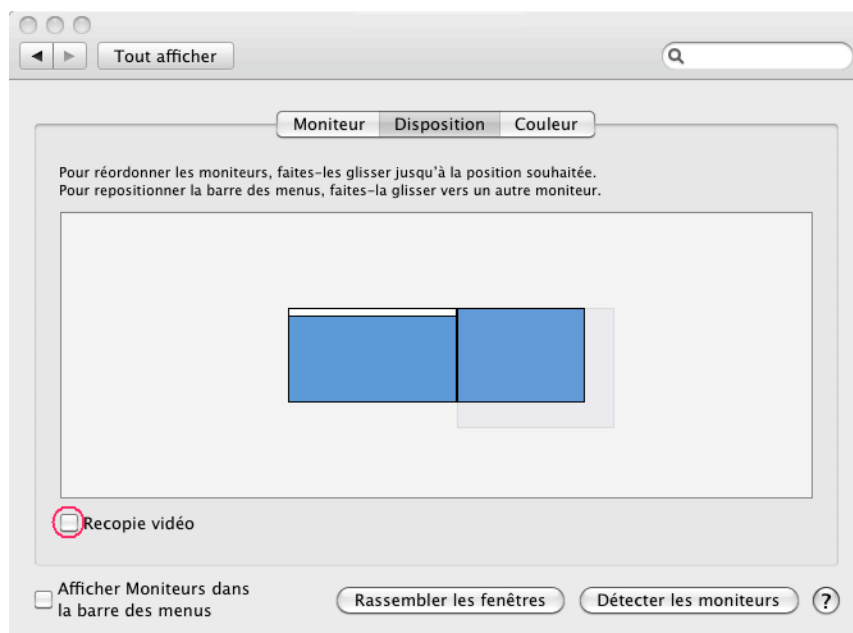 Tout afficher
Moniteur Disposition Couleur
Pour réordonner les moniteurs, faites-les glisser jusqu'à la position souhaitée.
Pour repositionner la barre des menus, faites-la glisser vers un autre moniteur.
Recopie vidéo
Afficher Moniteurs dans
la barre des menus
Rassembler les fenêtres
Détecter les moniteurs
?